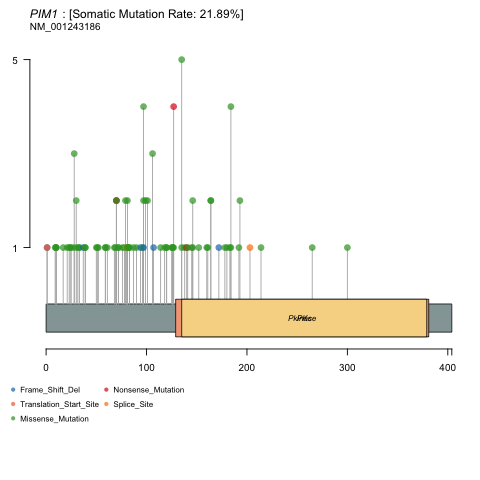 PIM1 : [Somatic Mutation Rate: 21.89%]
NM_001243186
5
1
0 100 200 300 400 404
Frame_Shift_Del Nonsense_Mutation
Translation_Start_Site Splice_Site
Missense_Mutation